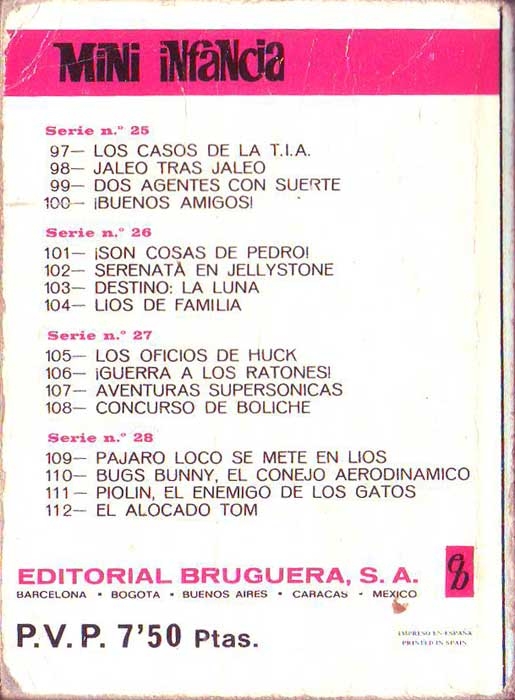 MiNi iNfaNcia
Serie n.° 25
97— LOS CASOS DE LA T.I.A.
98— JALEO TRAS JALEO
99— DOS AGENTES CON SUERTE
100— ¡BUENOS AMIGOS!
Serie n.° 26
101— ¡SON COSAS DE PEDRO!
102— SERENATA EN JELLYSTONE
103— DESTINO: LA LUNA
104— LIOS DE FAMILIA
Serie n.° 27
105— LOS OFICIOS DE HUCK
106— ¡GUERRA A LOS RATONES!
107— AVENTURAS SUPERSONICAS
108— CONCURSO DE BOLICHE
Serie n.° 28
109— PAJARO LOCO SE METE EN LIOS
110— BUGS BUNNY, EL CONEJO AERODINAMICO
111— PIOLIN, EL ENEMIGO DE LOS GATOS
112— EL ALOCADO TOM
EDITORIAL BRUGUERA, S. A.
eb
BARCELONA • BOGOTA • BUENOS AIRES • CARACAS • MEXICO
P.V.P. 7'50 Ptas.
IMPRESO EN ESPAÑA
PRINTED IN SPAIN